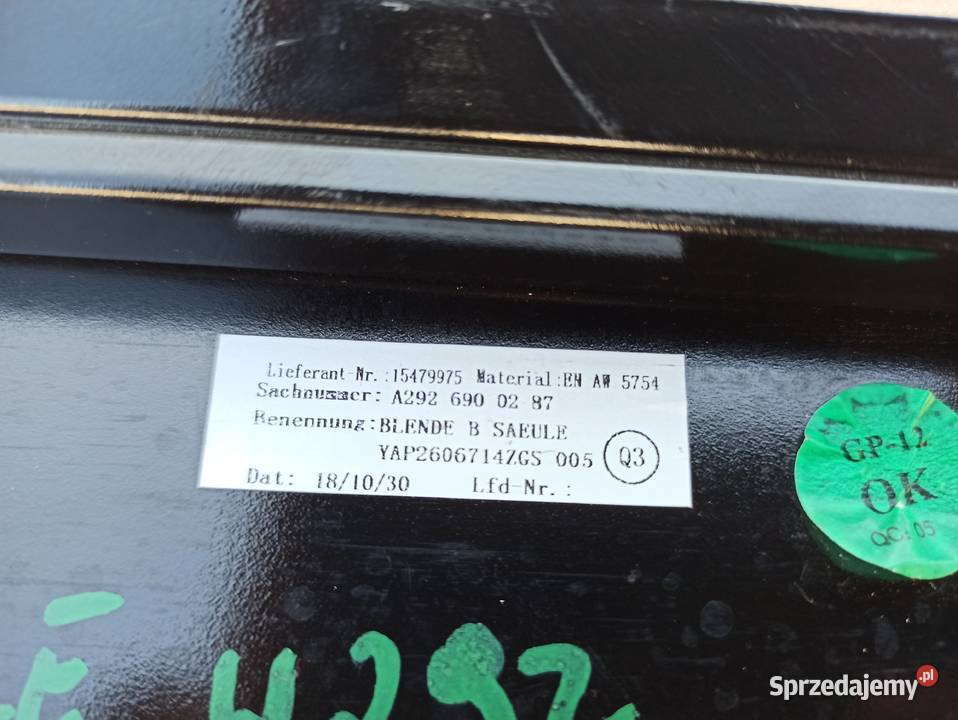 Lieferant-Nr.:15479975 Material:EN AW 5754
Sachnummer: A292 690 02 87
Benennung:BLENDE B SAEULE
YAP2606714ZGS 005 Q3
Dat: 18/10/30 Lfd-Nr.:
GP-12
OK
QC: 05
292
Sprzedajemy.pl